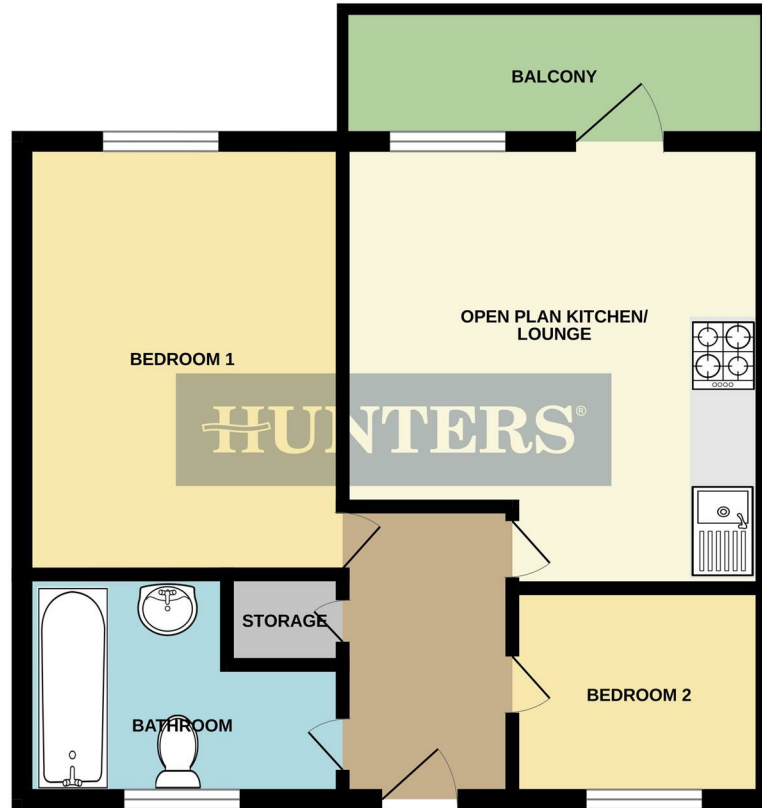 BALCONY
OPEN PLAN KITCHEN/
LOUNGE
BEDROOM 1
HUNTERS®
STORAGE
BEDROOM 2
BATHROOM